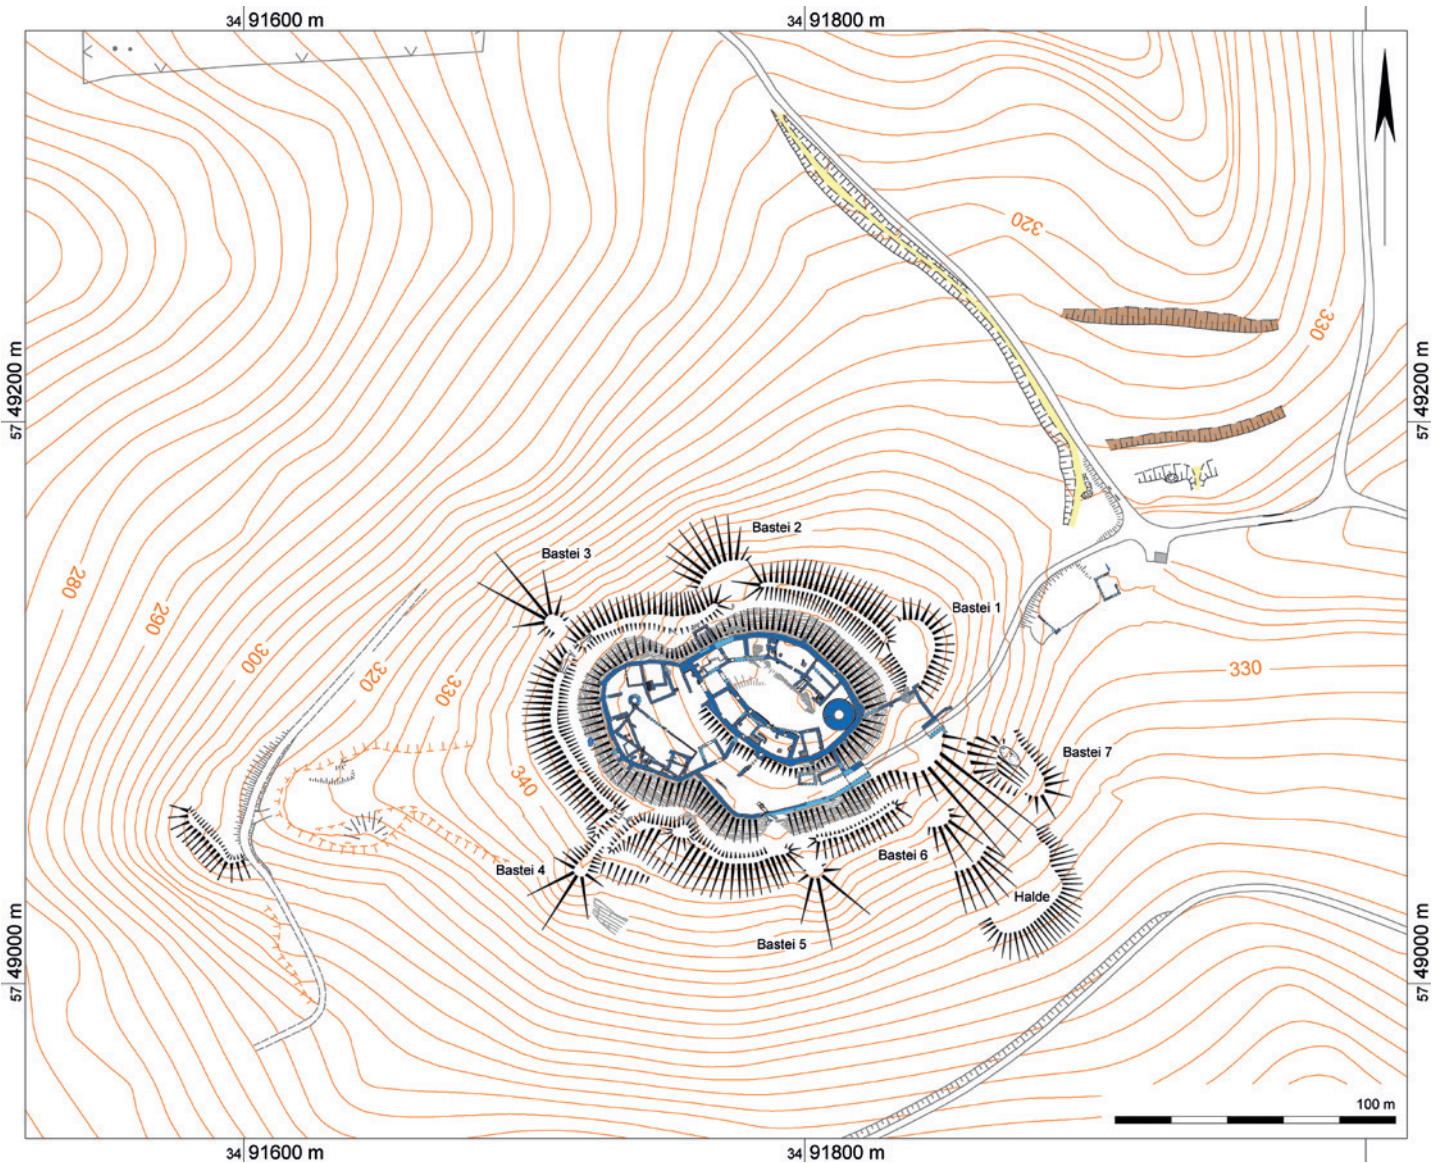 34 91600 m
34 91800 m
320
330
57 49200 m
57 49200 m
Bastei 2
Bastei 3
280
Bastei 1
290
300
320
330
330
Bastei 7
340
Bastei 6
Bastei 4
Halde
Bastei 5
57 49000 m
57 49000 m
100 m
34 91600 m
34 91800 m